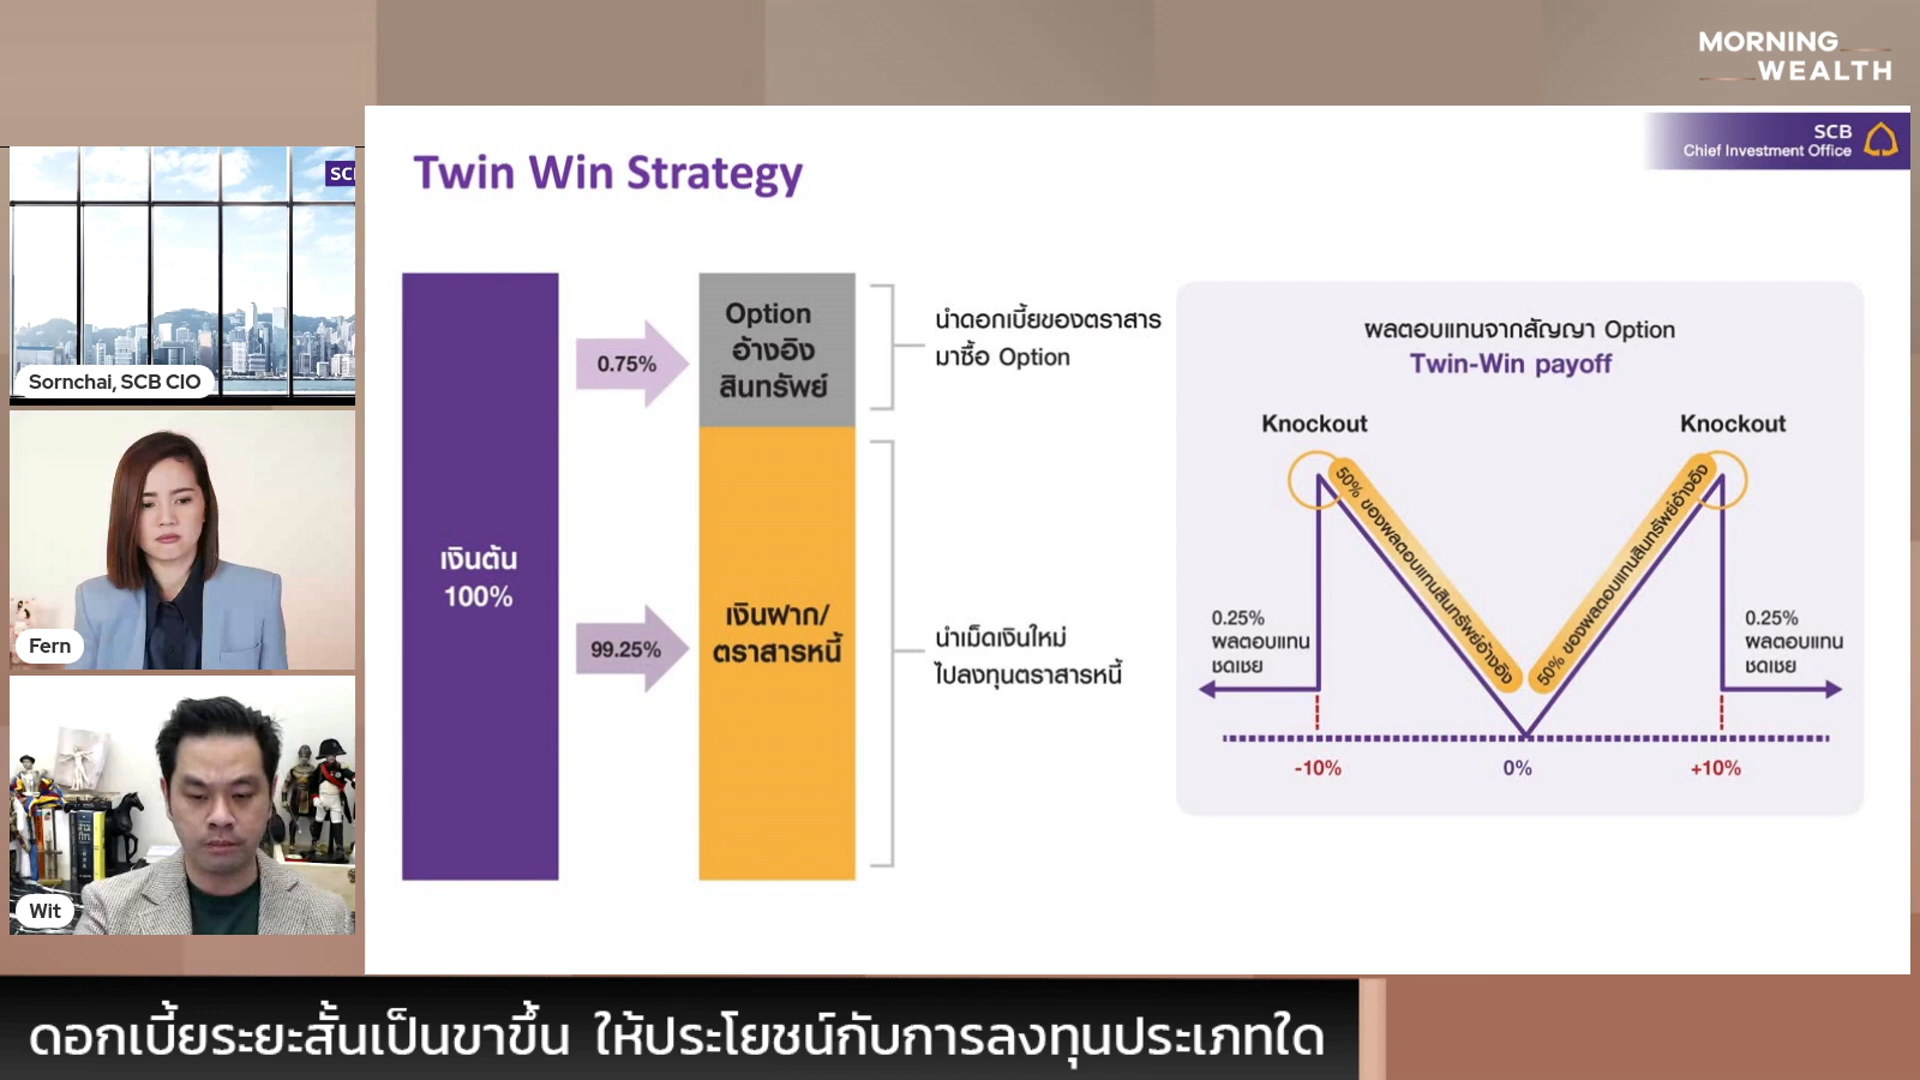 MORNING
WEALTH
SCB
Chief Investment Office
Twin Win Strategy
SC
Sornchai, SCB CIO
Fern
Wit
เงินต้น
100%
0.75%
99.25%
Option
อ้างอิง
สินทรัพย์
เงินฝาก/
ตราสารหนี้
นำดอกเบี้ยของตราสาร
มาซื้อ Option
นำเม็ดเงินใหม่
ไปลงทุนตราสารหนี้
ผลตอบแทนจากสัญญา Option
Twin-Win payoff
Knockout
Knockout
50% ของผลตอบแทนสินทรัพย์อ้างอิง
50% ของผลตอบแทนสินทรัพย์อ้างอิง
0.25%
ผลตอบแทน
ชดเชย
0.25%
ผลตอบแทน
ชดเชย
-10%
0%
+10%
ดอกเบี้ยระยะสั้นเป็นขาขึ้น ให้ประโยชน์กับการลงทุนประเภทใด